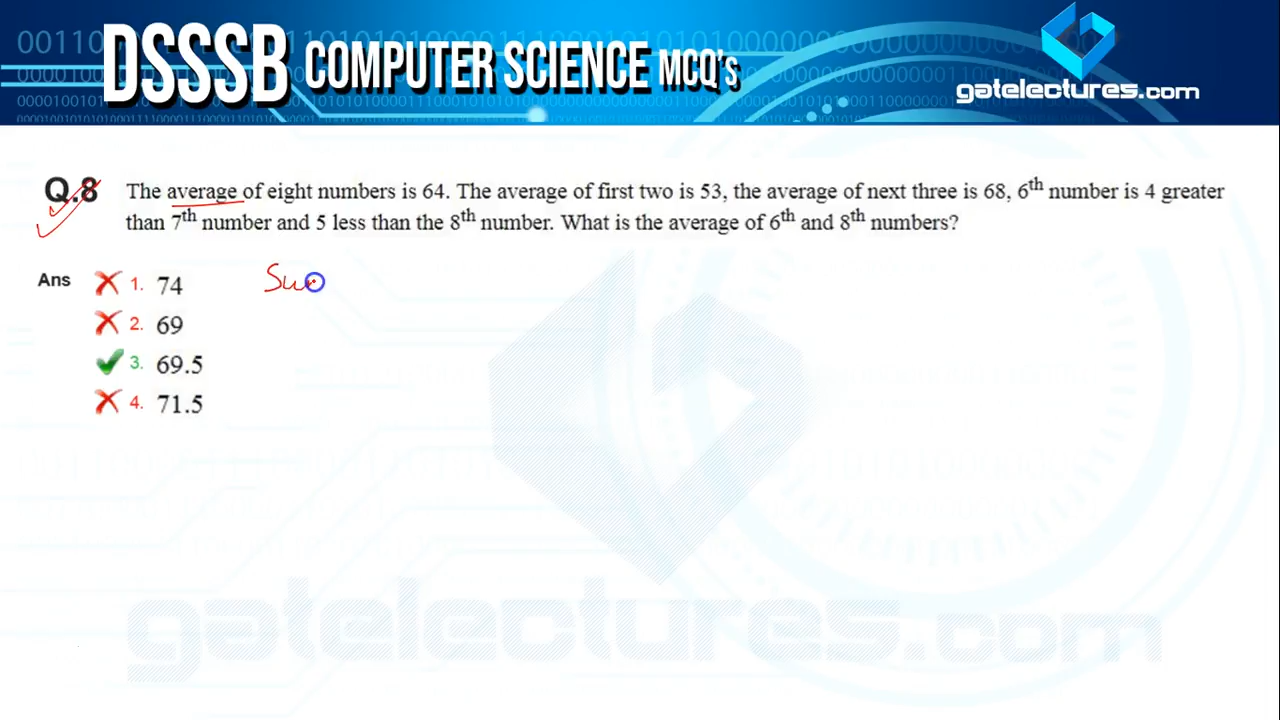 DSSSB COMPUTER SCIENCE MCQ's
gatelectures.com
Q.8 The average of eight numbers is 64. The average of first two is 53, the average of next three is 68, 6th number is 4 greater
than 7th number and 5 less than the 8th number. What is the average of 6th and 8th numbers?
Ans 1. 74
2. 69
3. 69.5
4. 71.5
gatelectures.com